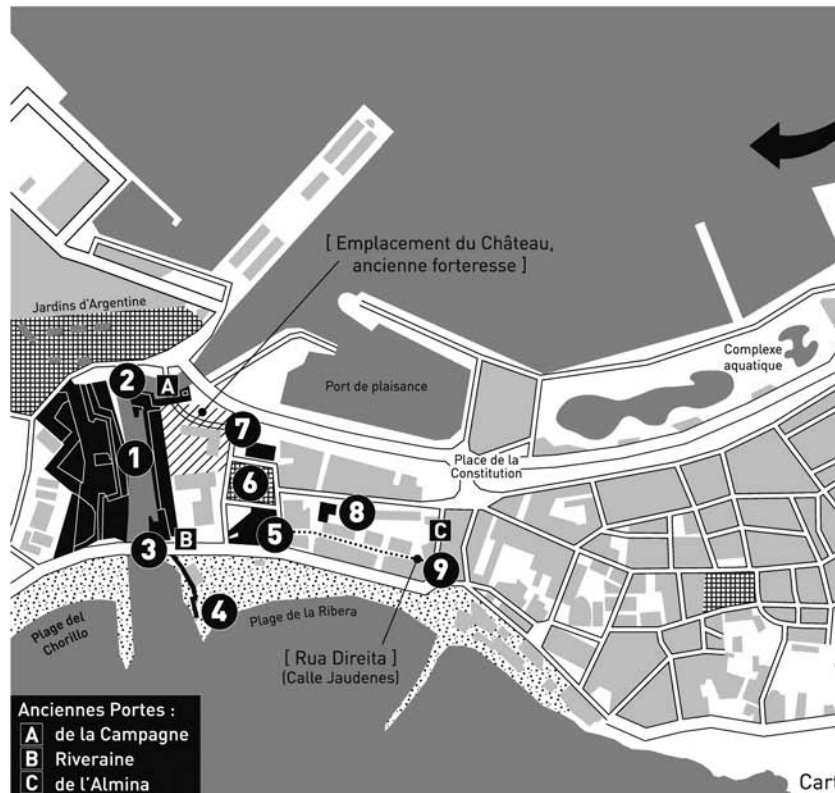 [ Emplacement du Château,
ancienne forteresse ]
Jardins d'Argentine
Complexe
aquatique
Port de plaisance
2
A
7
1
Place de la
Constitution
6
8
5
C
3
B
9
4
Plage de la Ribera
Plage del
Chorillo
[ Rua Direita ]
(Calle Jaudenes)
Anciennes Portes :
A de la Campagne
B Riveraine
C de l'Almina
Cart